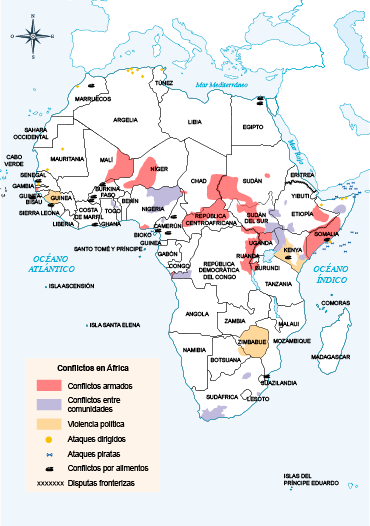 N
TÚNEZ
Mar Mediterráneo
MARRUECOS
ARGELIA
LIBIA
EGIPTO
SAHARA
OCCIDENTAL
Mar Rojo
CABO
VERDE
MAURITANIA
MALÍ
NÍGER
CHAD
SUDÁN
ERITREA
SENEGAL
GAMBIA
GUINEA
BISAU
GUINEA
BURKINA
FASO
BENÍN
YIBUTI
SIERRA LEONA
COSTA
DE MARFIL
TOGO
NIGERIA
ETIOPÍA
LIBERIA
GHANA
REPÚBLICA
CENTROAFRICANA
SUDÁN
DEL SUR
CAMERÚN
SOMALIA
BIOKO
GUINEA
UGANDA
KENYA
SANTO TOMÉ Y PRÍNCIPE
GABÓN
CONGO
RUANDA
REPÚBLICA
DEMOCRÁTICA
DEL CONGO
BURUNDI
OCÉANO
ATLÁNTICO
OCÉANO
ÍNDICO
ISLA ASCENSIÓN
TANZANIA
COMORAS
ANGOLA
ZAMBIA
MALAUI
ISLA SANTA ELENA
ZIMBABUE
MOZAMBIQUE
NAMIBIA
BOTSUANA
MADAGASCAR
SUAZILANDIA
SUDÁFRICA
LESOTO
Conflictos en África
Conflictos armados
Conflictos entre
comunidades
Violencia política
Ataques dirigidos
Ataques piratas
Conflictos por alimentos
xxxxxxx Disputas fronterizas
ISLAS DEL
PRÍNCIPE EDUARDO